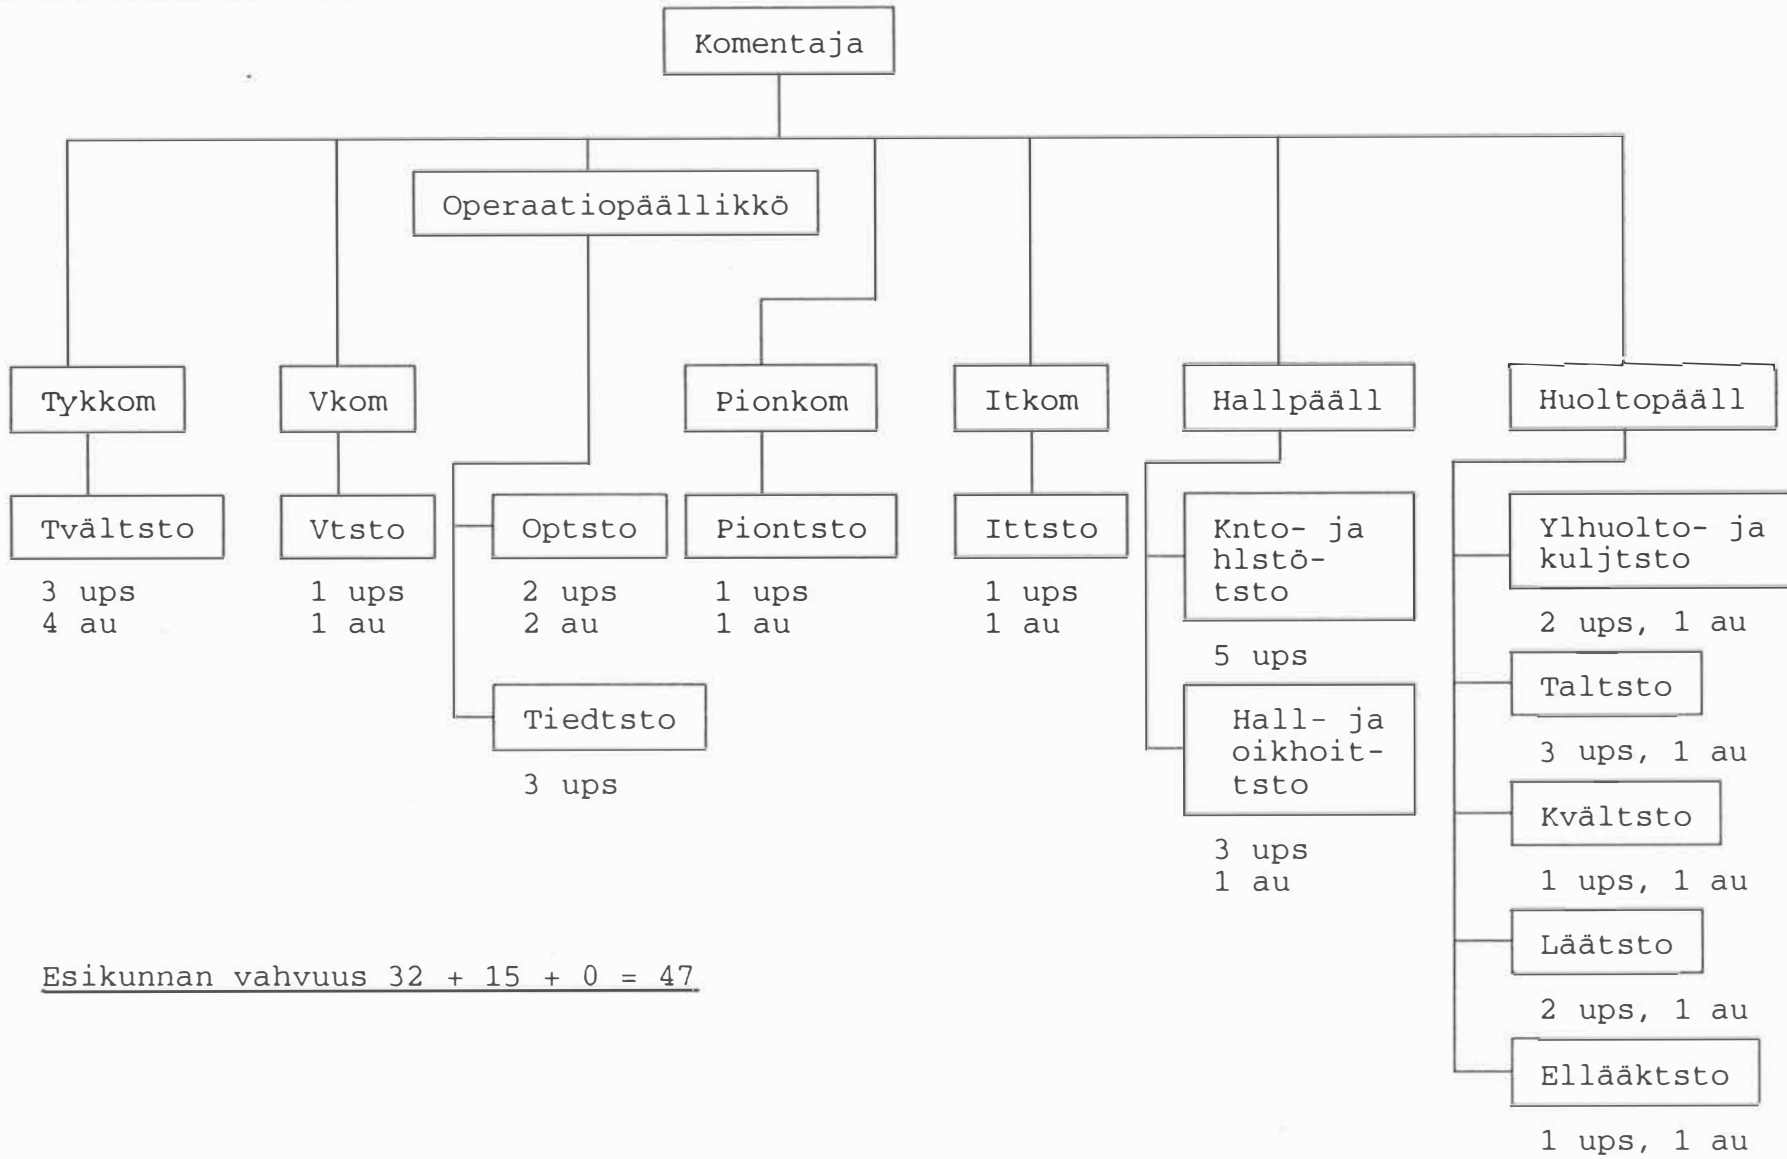 Komentaja
Operaatiopäällikkö
Tykkom
Vkom
Pionkom
Itkom
Hallpääll
Huoltopääll
Tvältsto
3 ups
4 au
Vtsto
1 ups
1 au
Optsto
2 ups
2 au
Tiedtsto
3 ups
Piontsto
1 ups
1 au
Ittsto
1 ups
1 au
Knto- ja
hlstö-
tsto
5 ups
Hall- ja
oikhoit-
tsto
3 ups
1 au
Ylhuolto- ja
kuljtsto
2 ups, 1 au
Taltsto
3 ups, 1 au
Kvältsto
1 ups, 1 au
Läätsto
2 ups, 1 au
Ellääktsto
1 ups, 1 au
Esikunnan vahvuus 32 + 15 + 0 = 47